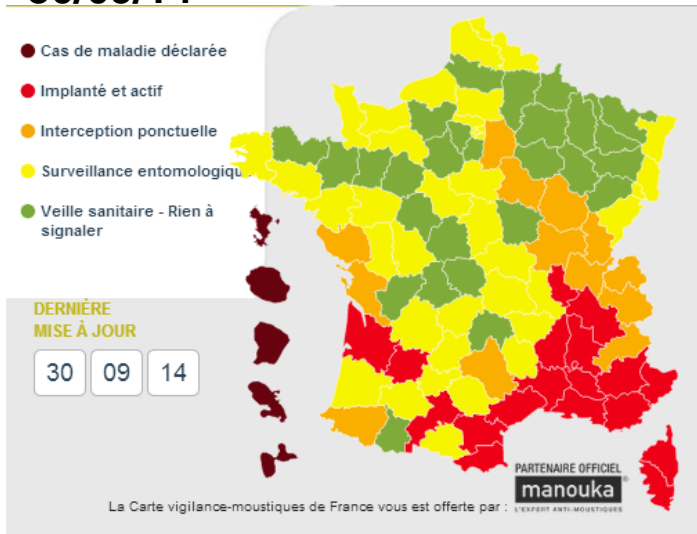 Cas de maladie déclarée
Implanté et actif
Interception ponctuelle
Surveillance entomologique
Veille sanitaire - Rien à
signaler
DERNIÈRE
MISE À JOUR
30 09 14
PARTENAIRE OFFICIEL
manouka
L'EXPERT ANTI-MOUSTIQUES
La Carte vigilance-moustiques de France vous est offerte par :